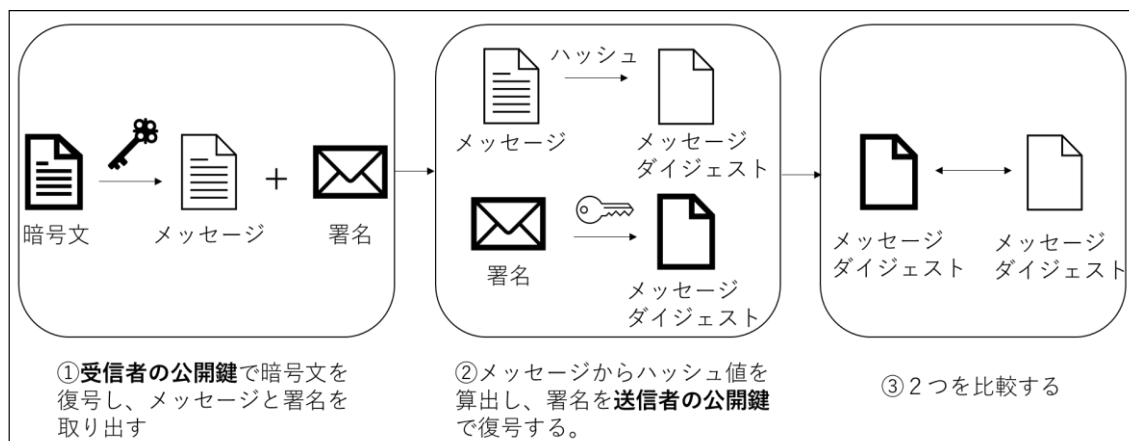 暗号文
メッセージ
+
署名
ハッシュ
メッセージ
メッセージ
ダイジェスト
署名
メッセージ
ダイジェスト
メッセージ
ダイジェスト
メッセージ
ダイジェスト
①受信者の公開鍵で暗号文を
復号し、メッセージと署名を
取り出す
②メッセージからハッシュ値を
算出し、署名を送信者の公開鍵
で復号する。
③2つを比較する